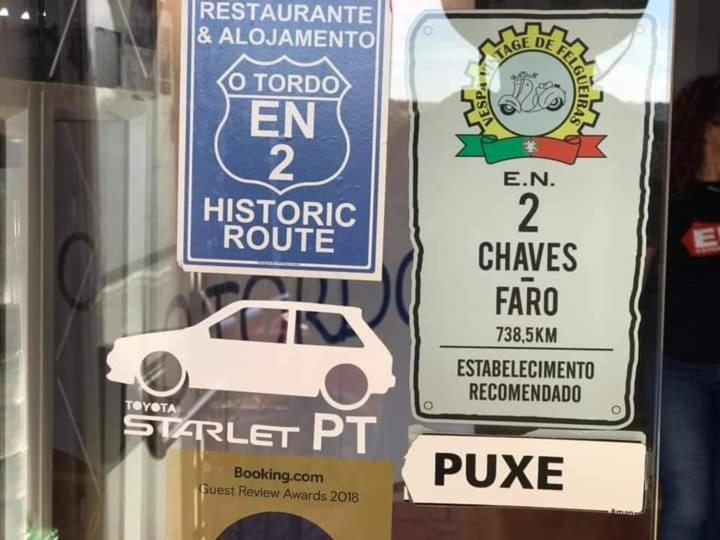 RESTAURANTE
& ALOJAMENTO
O TORDO
EN
2
HISTORIC
ROUTE
VESPA VINTAGE DE FELGUEIRAS
E.N.
2
CHAVES
-
FARO
738,5KM
ESTABELECIMENTO
RECOMENDADO
TOYOTA
STARLET PT
Booking.com
Guest Review Awards 2018
PUXE